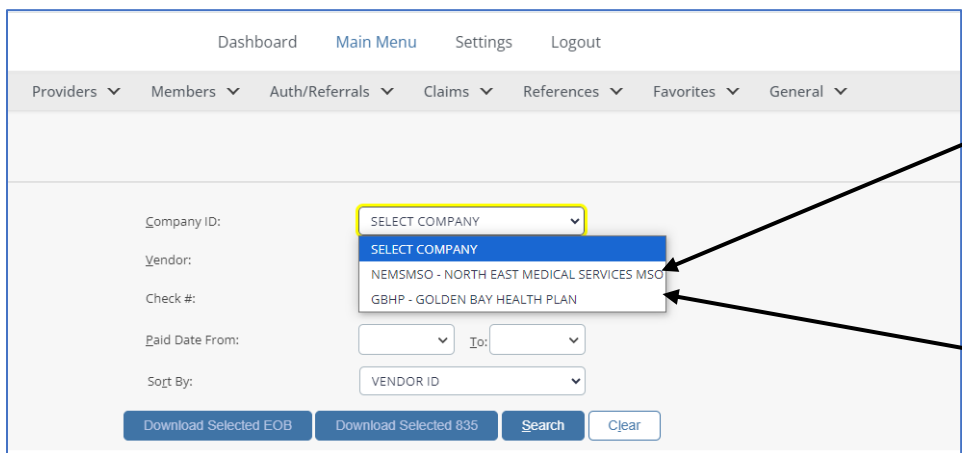 Dashboard Main Menu Settings Logout
Providers Members Auth/Referrals Claims References Favorites General
Company ID: SELECT COMPANY
SELECT COMPANY
Vendor:
NEMSMSO - NORTH EAST MEDICAL SERVICES MSO
Check #:
GBHP - GOLDEN BAY HEALTH PLAN
Paid Date From: To:
Sort By: VENDOR ID
Download Selected EOB Download Selected 835 Search Clear